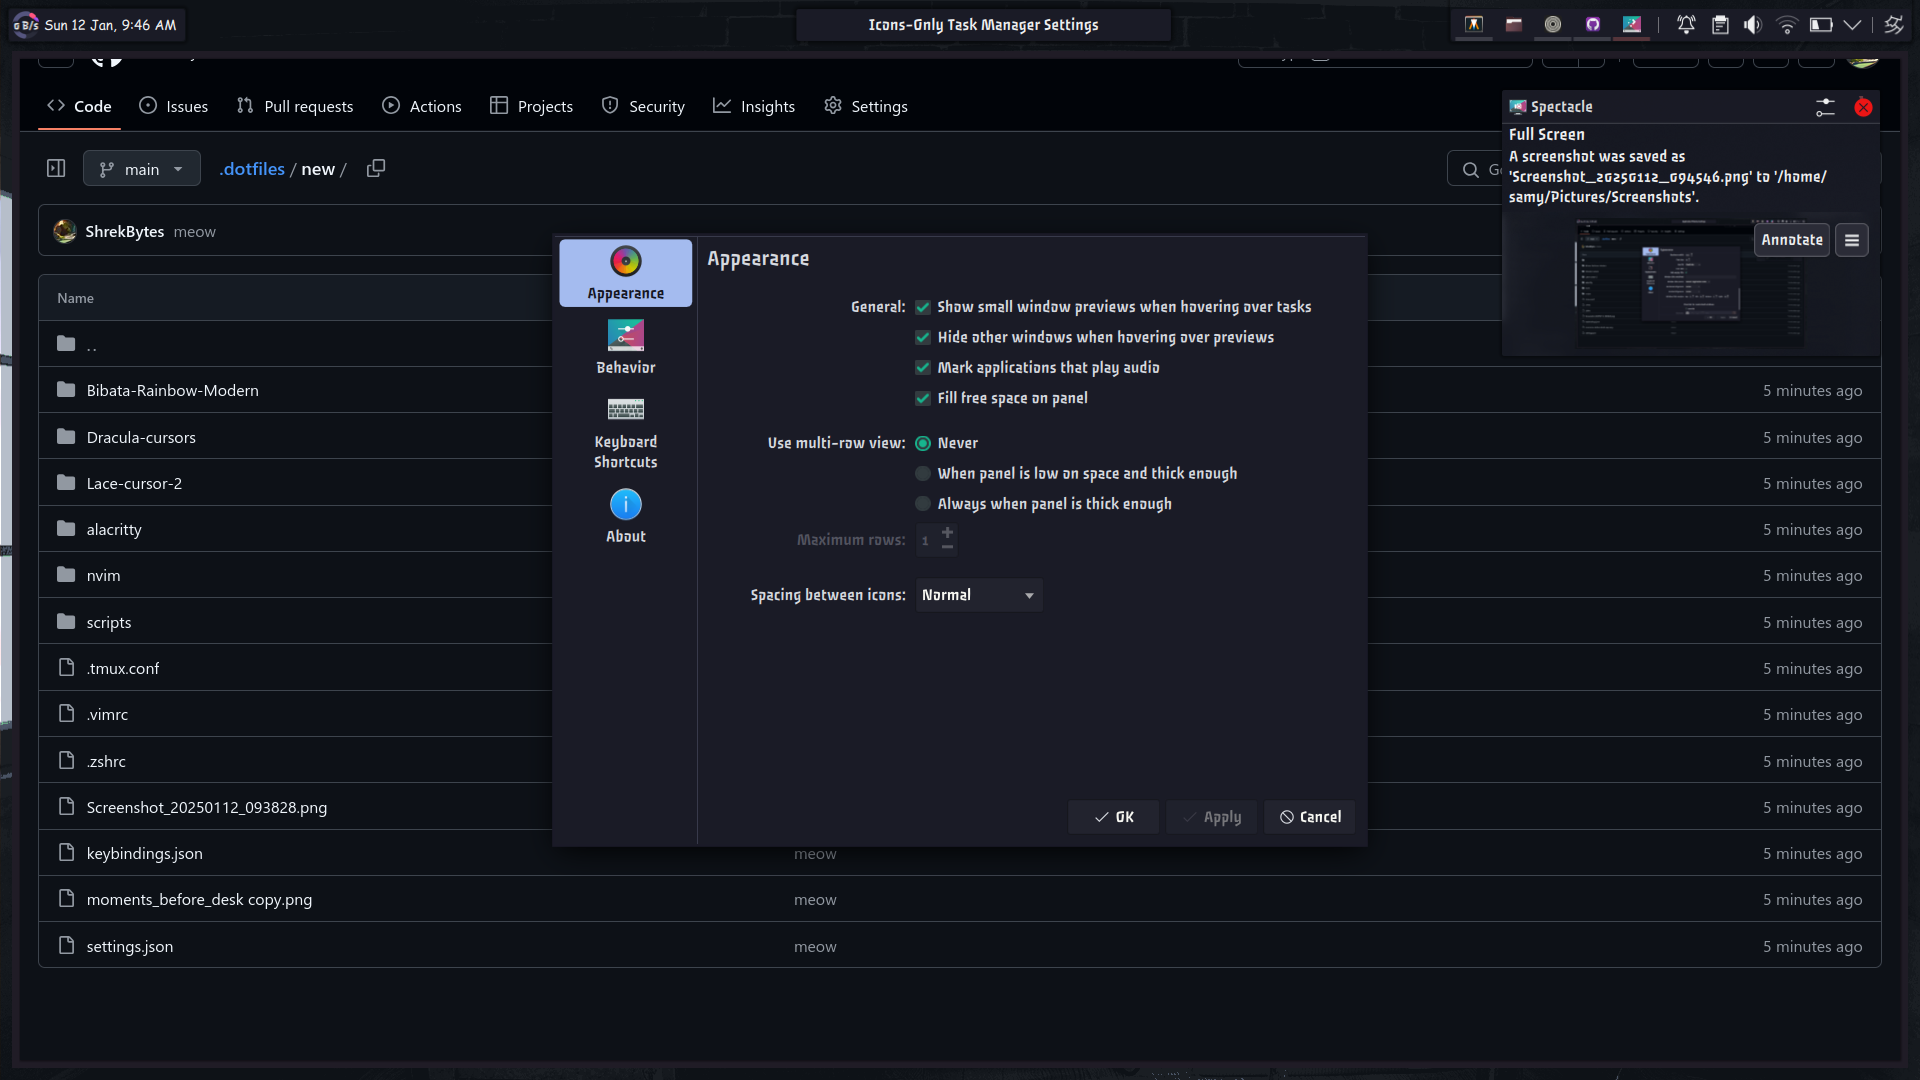 Sun 12 Jan, 9:46 AM
Icons-Only Task Manager Settings
Code
Issues
Pull requests
Actions
Projects
Security
Insights
Settings
main
.dotfiles / new /
ShrekBytes meow
Name
..
Bibata-Rainbow-Modern
5 minutes ago
Dracula-cursors
5 minutes ago
Lace-cursor-2
5 minutes ago
alacritty
5 minutes ago
nvim
5 minutes ago
scripts
5 minutes ago
.tmux.conf
5 minutes ago
.vimrc
5 minutes ago
.zshrc
5 minutes ago
Screenshot_20250112_093828.png
5 minutes ago
keybindings.json
meow
5 minutes ago
moments_before_desk copy.png
meow
5 minutes ago
settings.json
meow
5 minutes ago
Appearance
Behavior
Keyboard
Shortcuts
About
Appearance
General:
Show small window previews when hovering over tasks
Hide other windows when hovering over previews
Mark applications that play audio
Fill free space on panel
Use multi-row view:
Never
When panel is low on space and thick enough
Always when panel is thick enough
Maximum rows: 1
Spacing between icons: Normal
OK
Apply
Cancel
Spectacle
Full Screen
A screenshot was saved as
'Screenshot_20250112_094546.png' to '/home/
samy/Pictures/Screenshots'.
Annotate